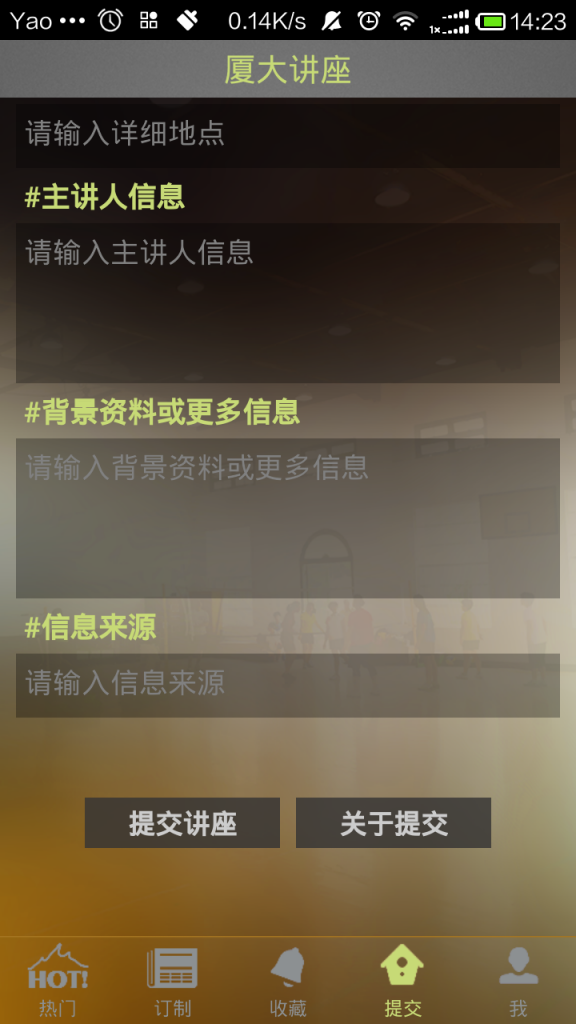 Yao ••• 0.14K/s 14:23
厦大讲座
请输入详细地点
#主讲人信息
请输入主讲人信息
#背景资料或更多信息
请输入背景资料或更多信息
#信息来源
请输入信息来源
提交讲座 关于提交
HOT!
热门 订制 收藏 提交 我